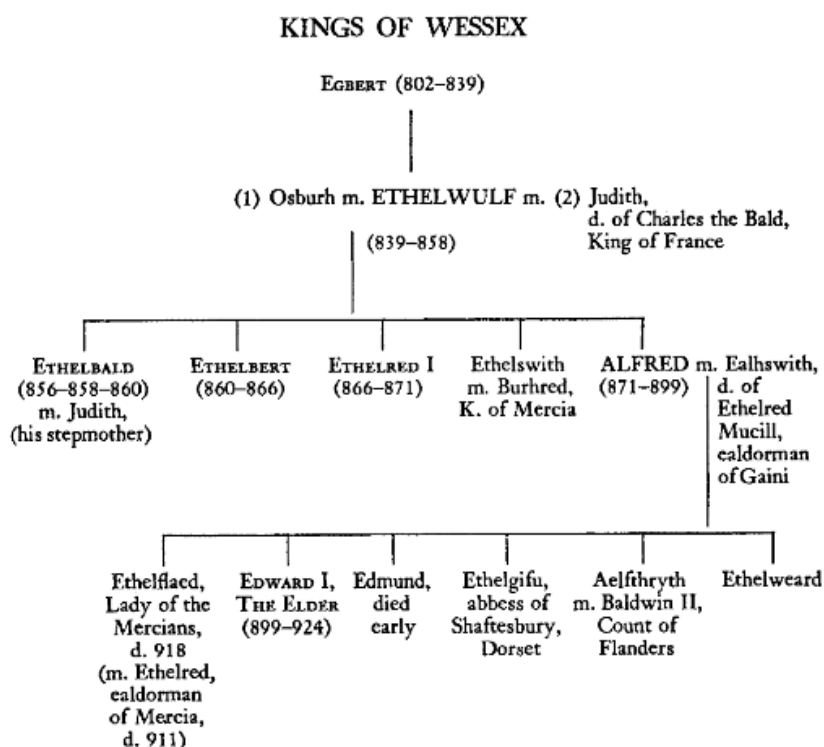 KINGS OF WESSEX
EGBERT (802–839)
(1) Osburh m. ETHELWULF m. (2) Judith,
d. of Charles the Bald,
King of France
(839–858)
ETHELBALD
(856–858–860)
m. Judith,
(his stepmother)
ETHELBERT
(860–866)
ETHELRED I
(866–871)
Ethelswith
m. Burhred,
K. of Mercia
ALFRED m. Ealhswith,
(871–899)
d. of
Ethelred
Mucill,
ealdorman
of Gaini
Ethelflaed,
Lady of the
Mercians,
d. 918
(m. Ethelred,
ealdorman
of Mercia,
d. 911)
EDWARD I,
THE ELDER
(899–924)
Edmund,
died
early
Ethelgifu,
abbess of
Shaftesbury,
Dorset
Aelfthryth
m. Baldwin II,
Count of
Flanders
Ethelweard